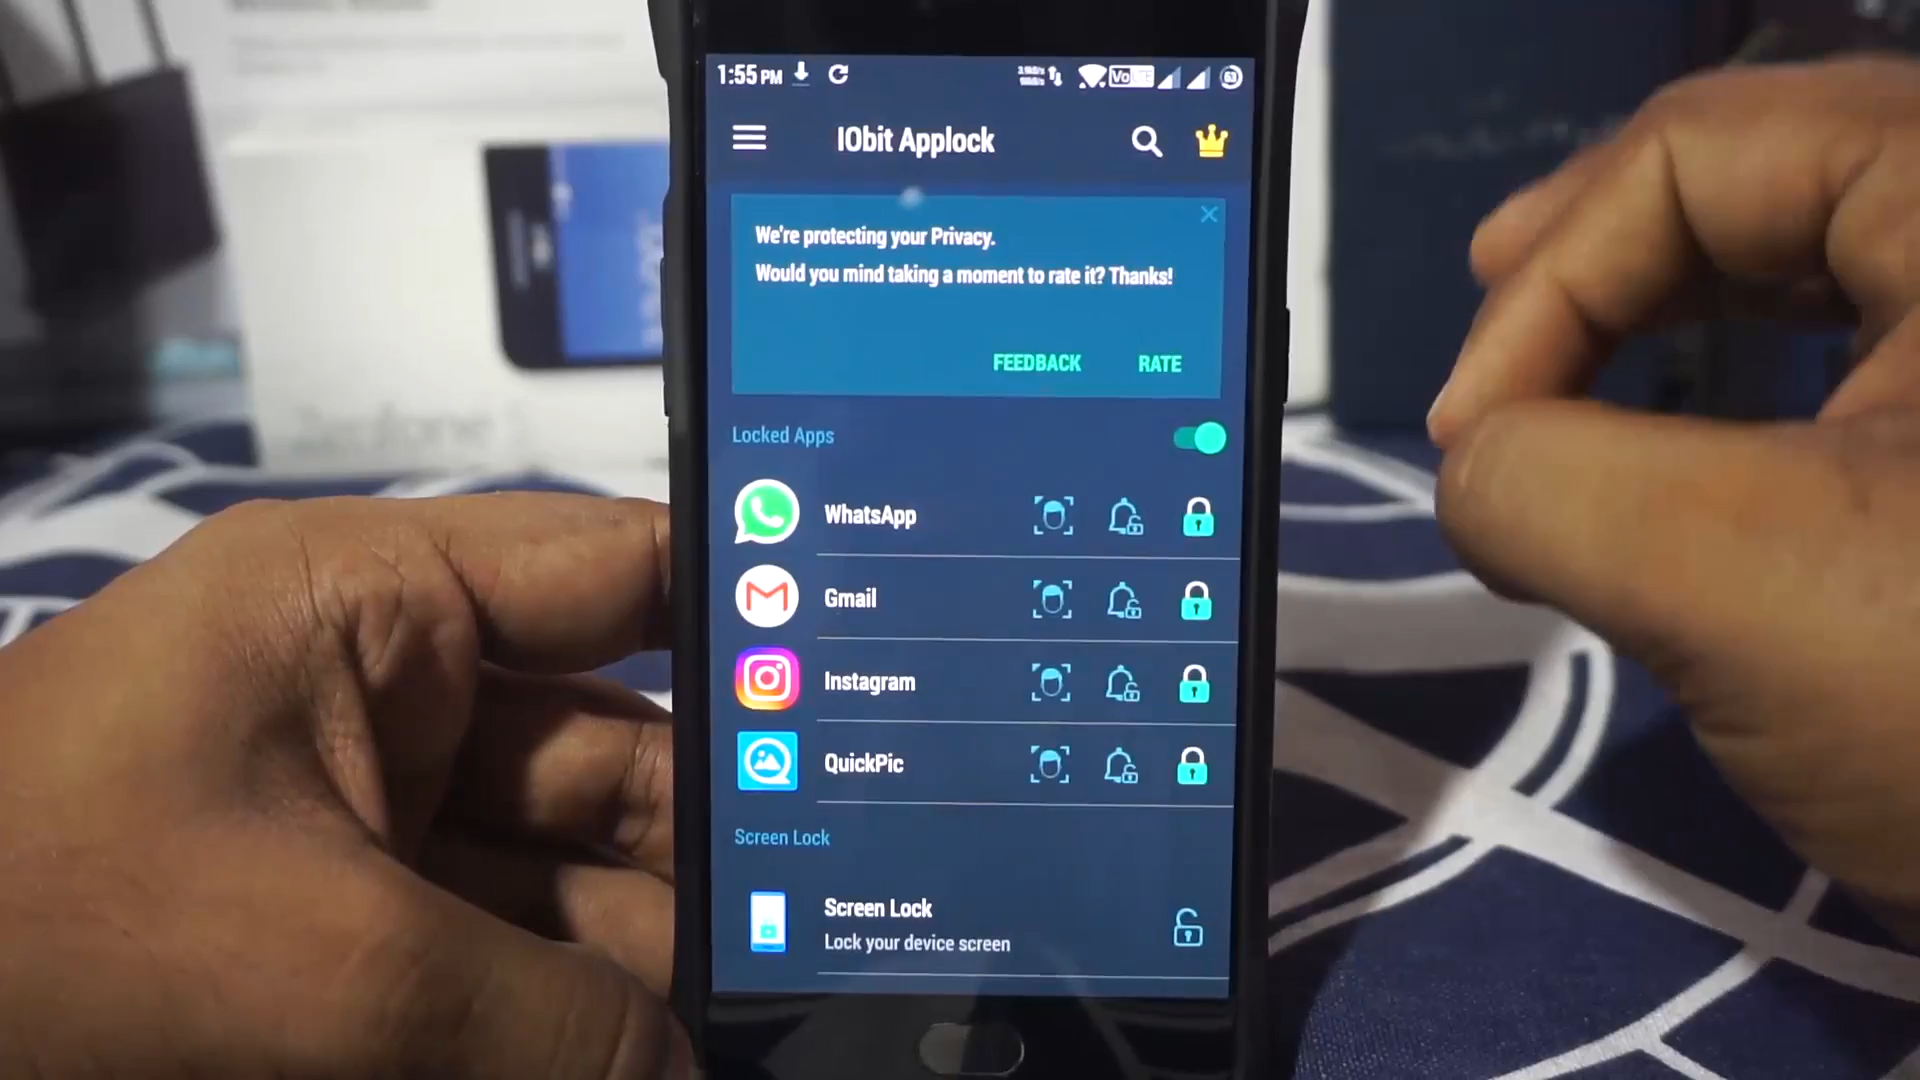 1:55 PM
63
IObit Applock
We're protecting your Privacy.
Would you mind taking a moment to rate it? Thanks!
FEEDBACK
RATE
Locked Apps
WhatsApp
Gmail
Instagram
QuickPic
Screen Lock
Screen Lock
Lock your device screen